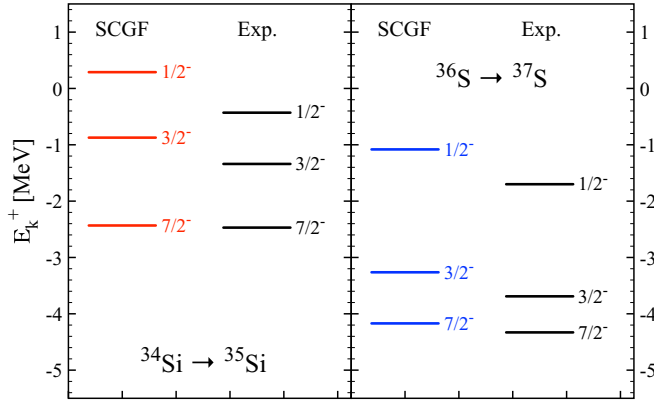 SCGF Exp. SCGF Exp.
1 1
³⁶S → ³⁷S
1/2⁻
0 0
1/2⁻
-1 3/2⁻ 1/2⁻ -1
3/2⁻
1/2⁻
-2 -2
7/2⁻ 7/2⁻
-3 3/2⁻ -3
3/2⁻
-4 7/2⁻ 7/2⁻ -4
³⁴Si → ³⁵Si
-5 -5
Eₖ⁺ [MeV]